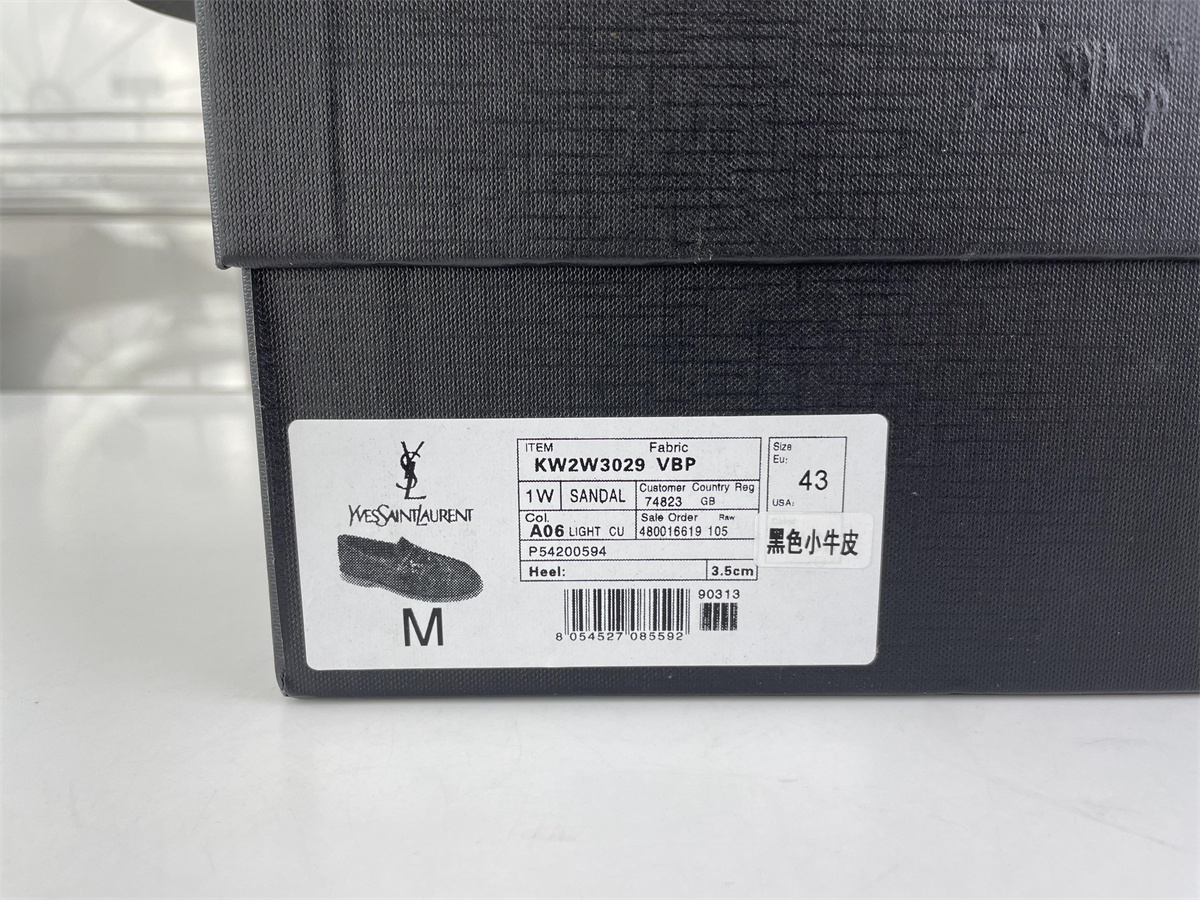 YSL
YVESSAINTLAURENT
M
ITEM Fabric
KW2W3029 VBP
1W SANDAL
Customer Country Reg
74823 GB
Col.
A06 LIGHT CU
Sale Order Raw
480016619 105
P54200594
Heel: 3.5cm
Size
Eu:
43
USA:
黑色小牛皮
90313
8 054527 085592